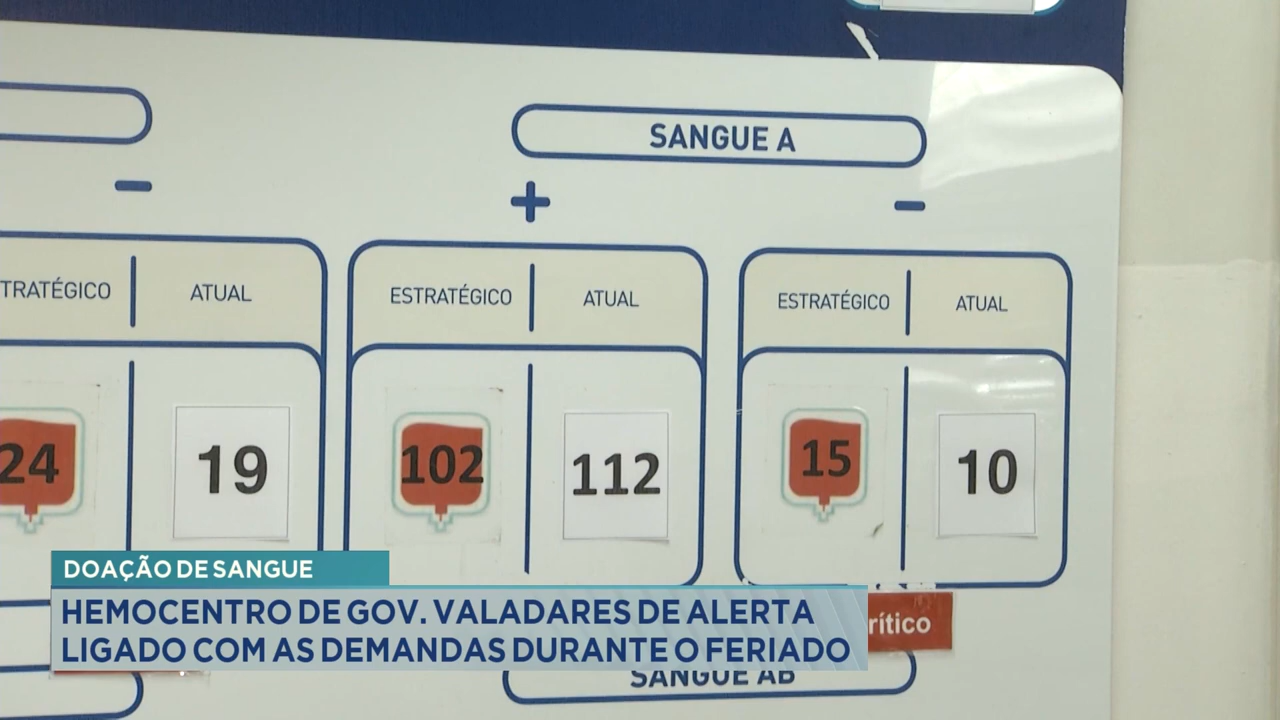 SANGUE A
− + −
TRATÉGICO ATUAL ESTRATÉGICO ATUAL ESTRATÉGICO ATUAL
24 19 102 112 15 10
DOAÇÃO DE SANGUE
HEMOCENTRO DE GOV. VALADARES DE ALERTA
LIGADO COM AS DEMANDAS DURANTE O FERIADO
rítico
SANGUE AB